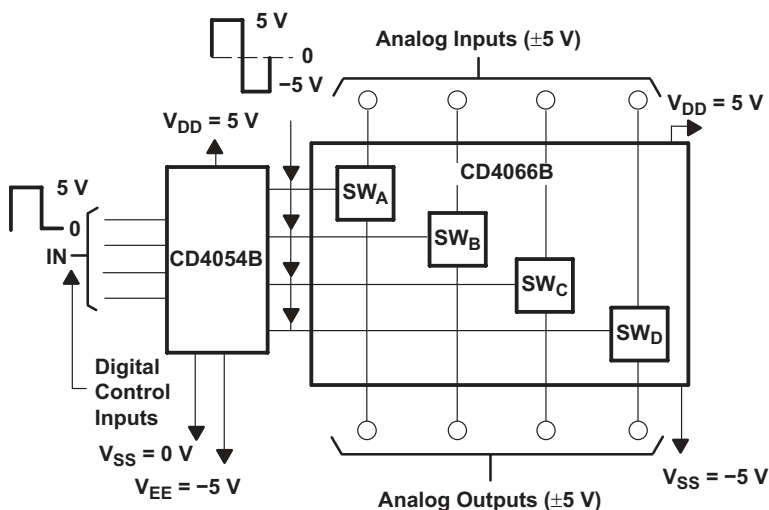 5 V
0
−5 V
Analog Inputs (±5 V)
V_DD = 5 V
V_DD = 5 V
CD4066B
5 V
0
IN
CD4054B
SW_A
SW_B
SW_C
SW_D
Digital
Control
Inputs
V_SS = 0 V
V_EE = −5 V
V_SS = −5 V
Analog Outputs (±5 V)